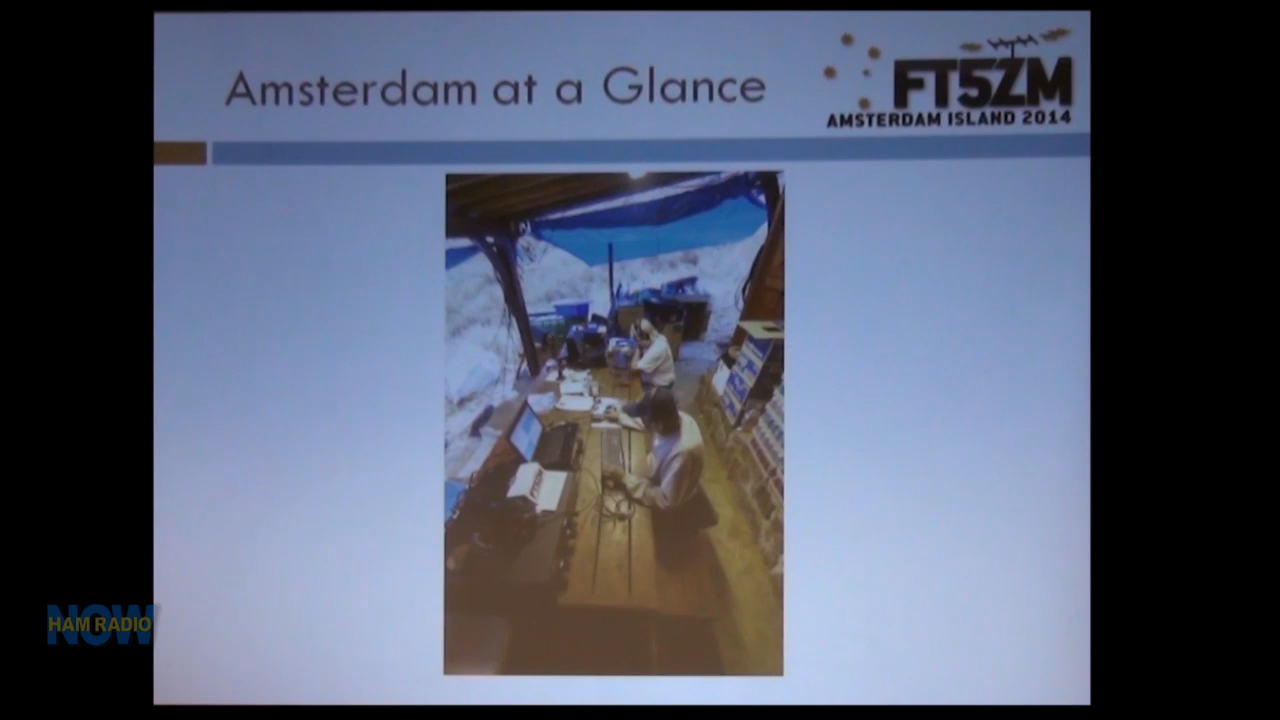 Amsterdam at a Glance
FT5ZM
AMSTERDAM ISLAND 2014
NOW
HAM RADIO